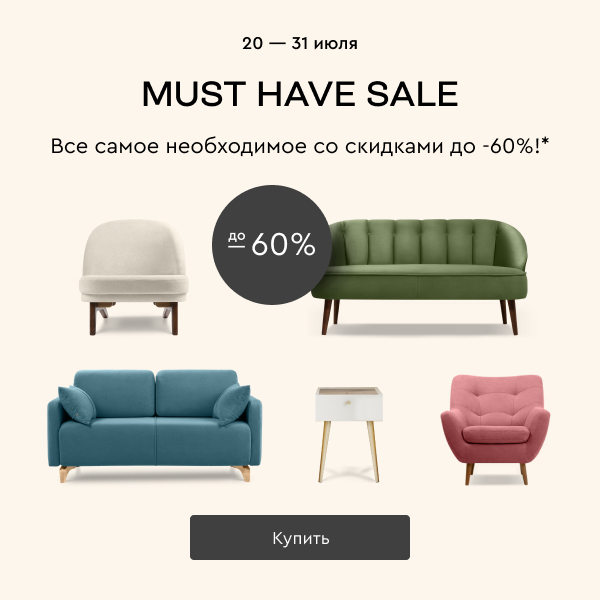 20 — 31 июля
MUST HAVE SALE
Все самое необходимое со скидками до -60%!*
до 60%
Купить